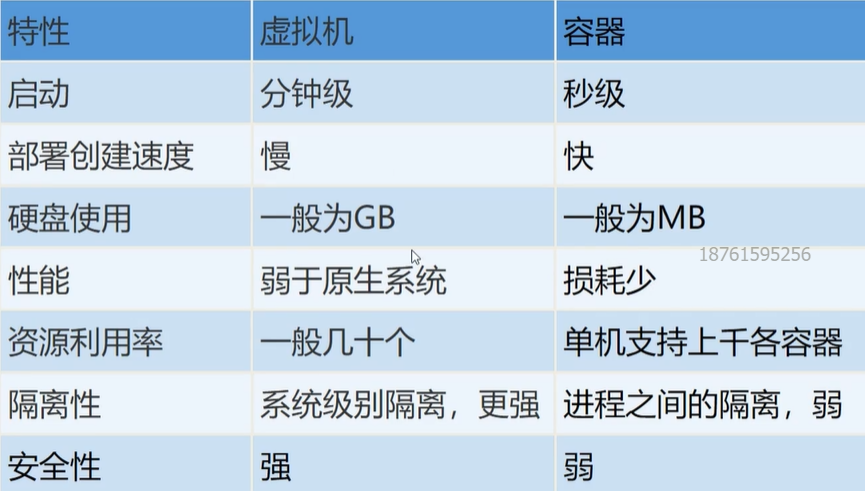 特性 虚拟机 容器
启动 分钟级 秒级
部署创建速度 慢 快
硬盘使用 一般为GB 一般为MB
18761595256
性能 弱于原生系统 损耗少
资源利用率 一般几十个 单机支持上千各容器
隔离性 系统级别隔离，更强 进程之间的隔离，弱
安全性 强 弱